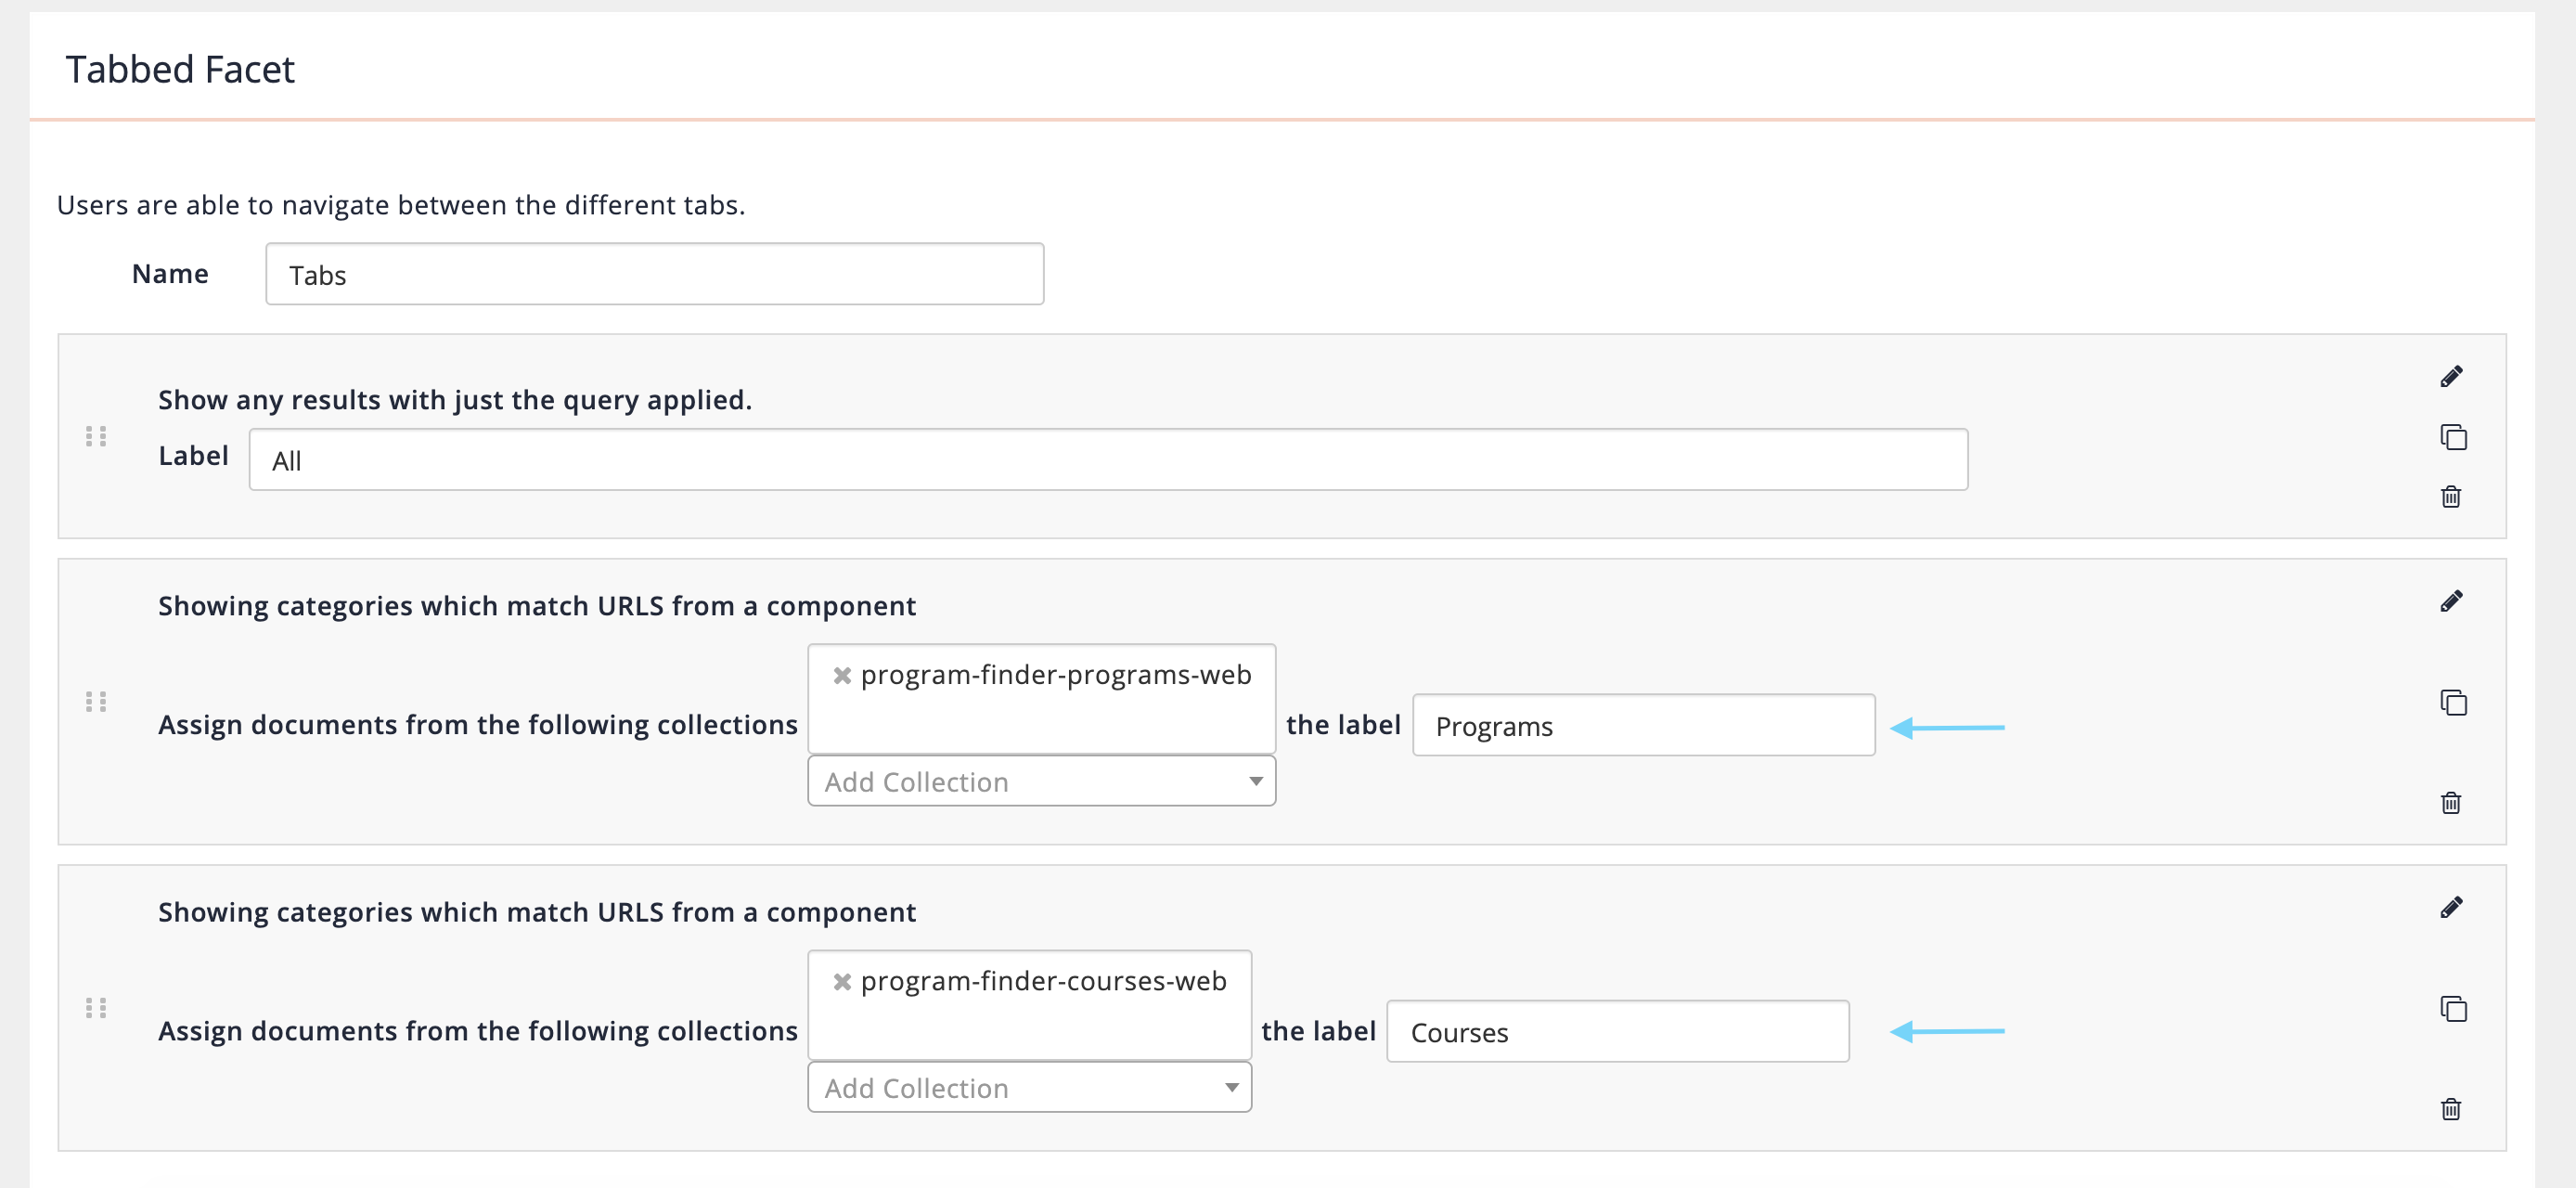 Tabbed Facet
Users are able to navigate between the different tabs.
Name Tabs
Show any results with just the query applied.
Label All
Showing categories which match URLS from a component
program-finder-programs-web
Assign documents from the following collections the label Programs
Add Collection
Showing categories which match URLS from a component
program-finder-courses-web
Assign documents from the following collections the label Courses
Add Collection